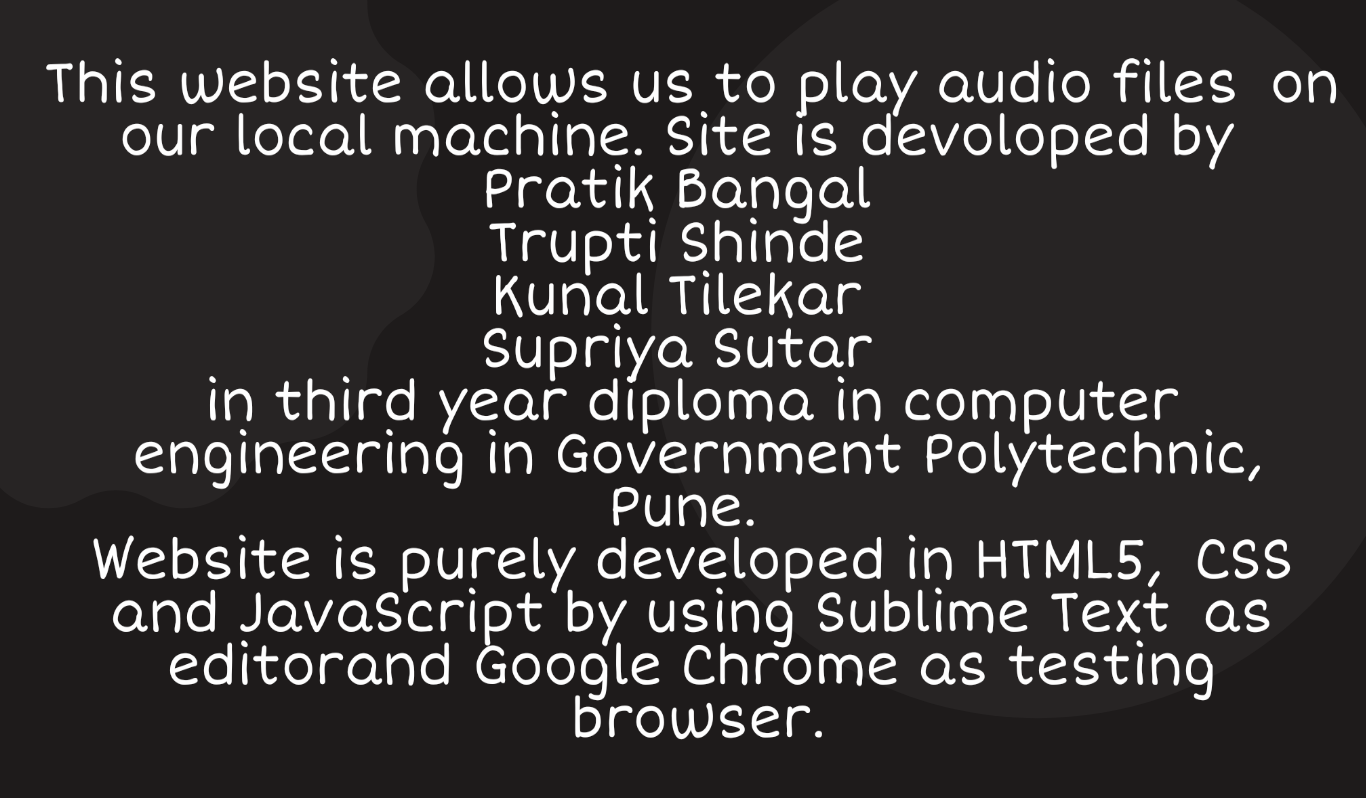 This website allows us to play audio files  on
our local machine. Site is devoloped by
Pratik Bangal
Trupti Shinde
Kunal Tilekar
Supriya Sutar
in third year diploma in computer
engineering in Government Polytechnic,
Pune.
Website is purely developed in HTML5,  CSS
and JavaScript by using Sublime Text  as
editorand Google Chrome as testing
browser.